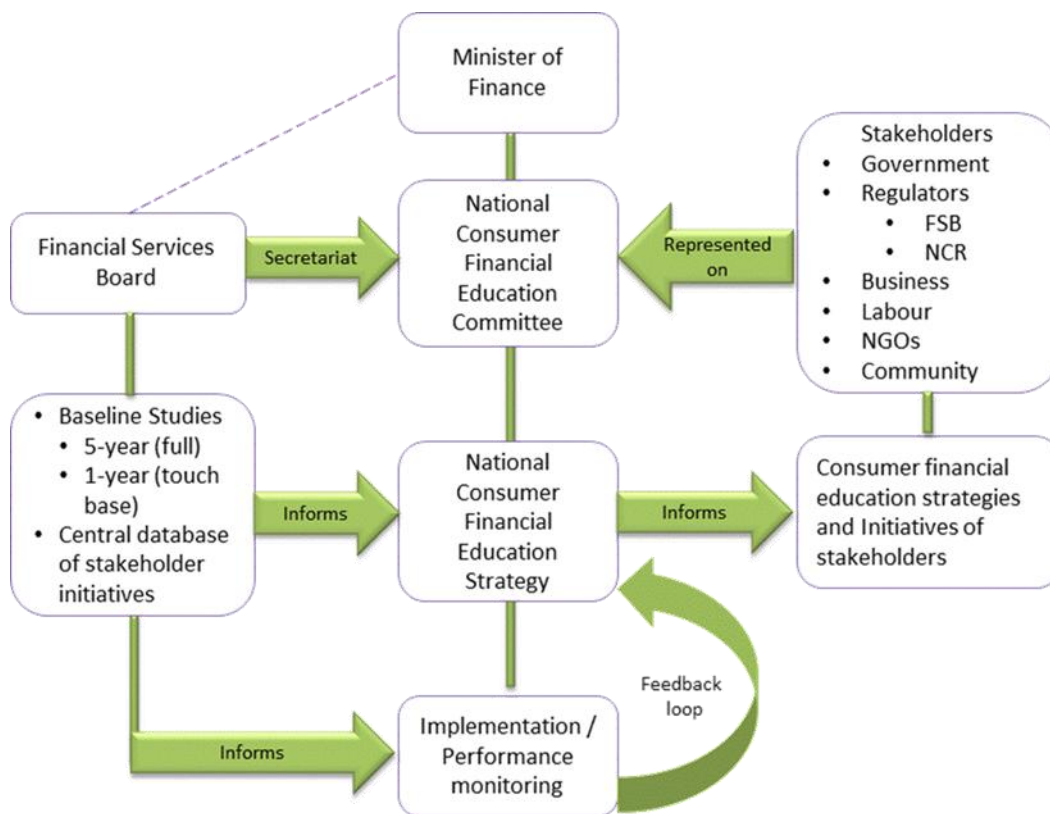 Minister of
Finance
Stakeholders
• Government
• Regulators
• FSB
• NCR
• Business
• Labour
• NGOs
• Community
National
Consumer
Financial
Education
Committee
Financial Services
Board
Secretariat
Represented
on
• Baseline Studies
• 5-year (full)
• 1-year (touch
base)
• Central database
of stakeholder
initiatives
Informs
National
Consumer
Financial
Education
Strategy
Informs
Consumer financial
education strategies
and Initiatives of
stakeholders
Feedback
loop
Informs
Implementation /
Performance
monitoring